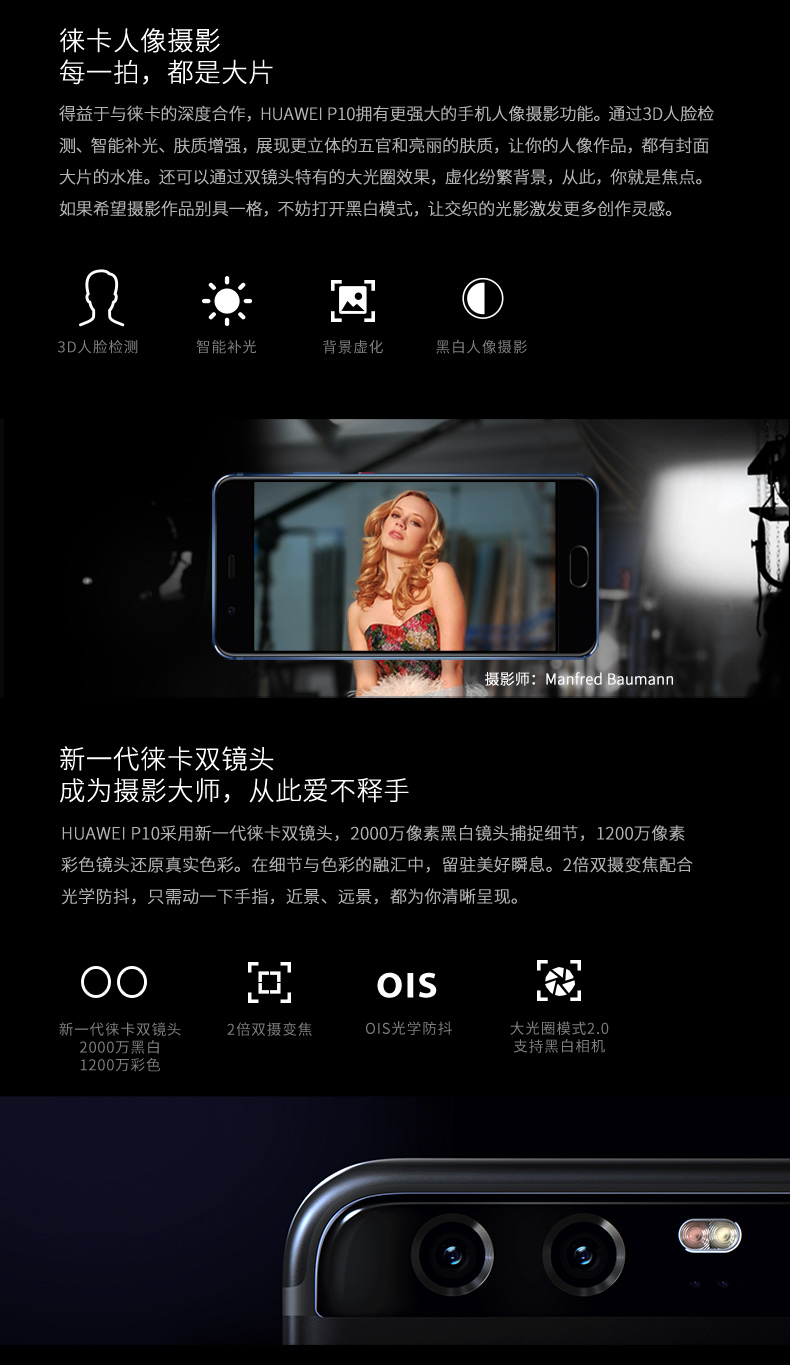 徕卡人像摄影
每一拍，都是大片
得益于与徕卡的深度合作，HUAWEI P10拥有更强大的手机人像摄影功能。通过3D人脸检
测、智能补光、肤质增强，展现更立体的五官和亮丽的肤质，让你的人像作品，都有封面
大片的水准。还可以通过双镜头特有的大光圈效果，虚化纷繁背景，从此，你就是焦点。
如果希望摄影作品别具一格，不妨打开黑白模式，让交织的光影激发更多创作灵感。
3D人脸检测
智能补光
背景虚化
黑白人像摄影
摄影师：Manfred Baumann
新一代徕卡双镜头
成为摄影大师，从此爱不释手
HUAWEI P10采用新一代徕卡双镜头，2000万像素黑白镜头捕捉细节，1200万像素
彩色镜头还原真实色彩。在细节与色彩的融汇中，留驻美好瞬息。2倍双摄变焦配合
光学防抖，只需动一下手指，近景、远景，都为你清晰呈现。
OIS
新一代徕卡双镜头
2000万黑白
1200万彩色
2倍双摄变焦
OIS光学防抖
大光圈模式2.0
支持黑白相机